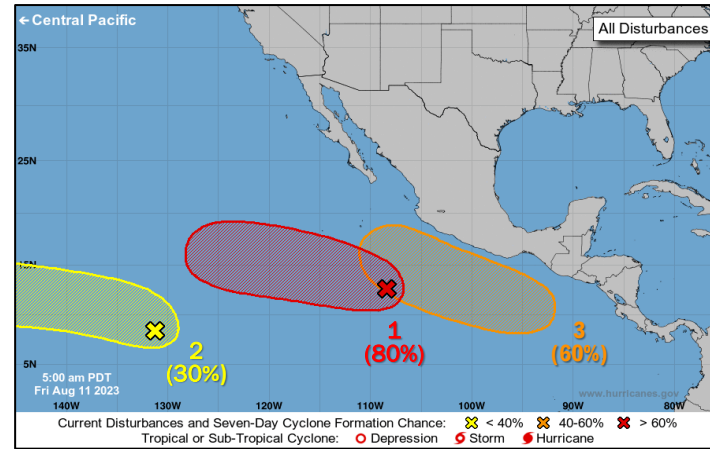 ← Central Pacific
All Disturbances
35N
25N
15N
5N
1
(80%)
2
(30%)
3
(60%)
5:00 am PDT
Fri Aug 11 2023
www.hurricanes.gov
140W 130W 120W 110W 100W 90W 80W
Current Disturbances and Seven-Day Cyclone Formation Chance: < 40% 40-60% > 60%
Tropical or Sub-Tropical Cyclone: Depression Storm Hurricane